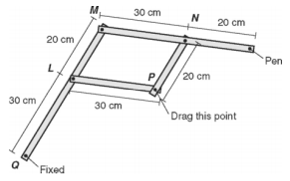 M
30 cm
N
20 cm
20 cm
Pen
L
P
20 cm
30 cm
30 cm
Drag this point
Q
Fixed